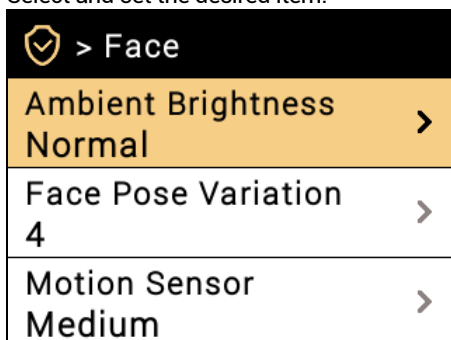 Select and set the desired item.
> Face
Ambient Brightness
Normal
Face Pose Variation
4
Motion Sensor
Medium